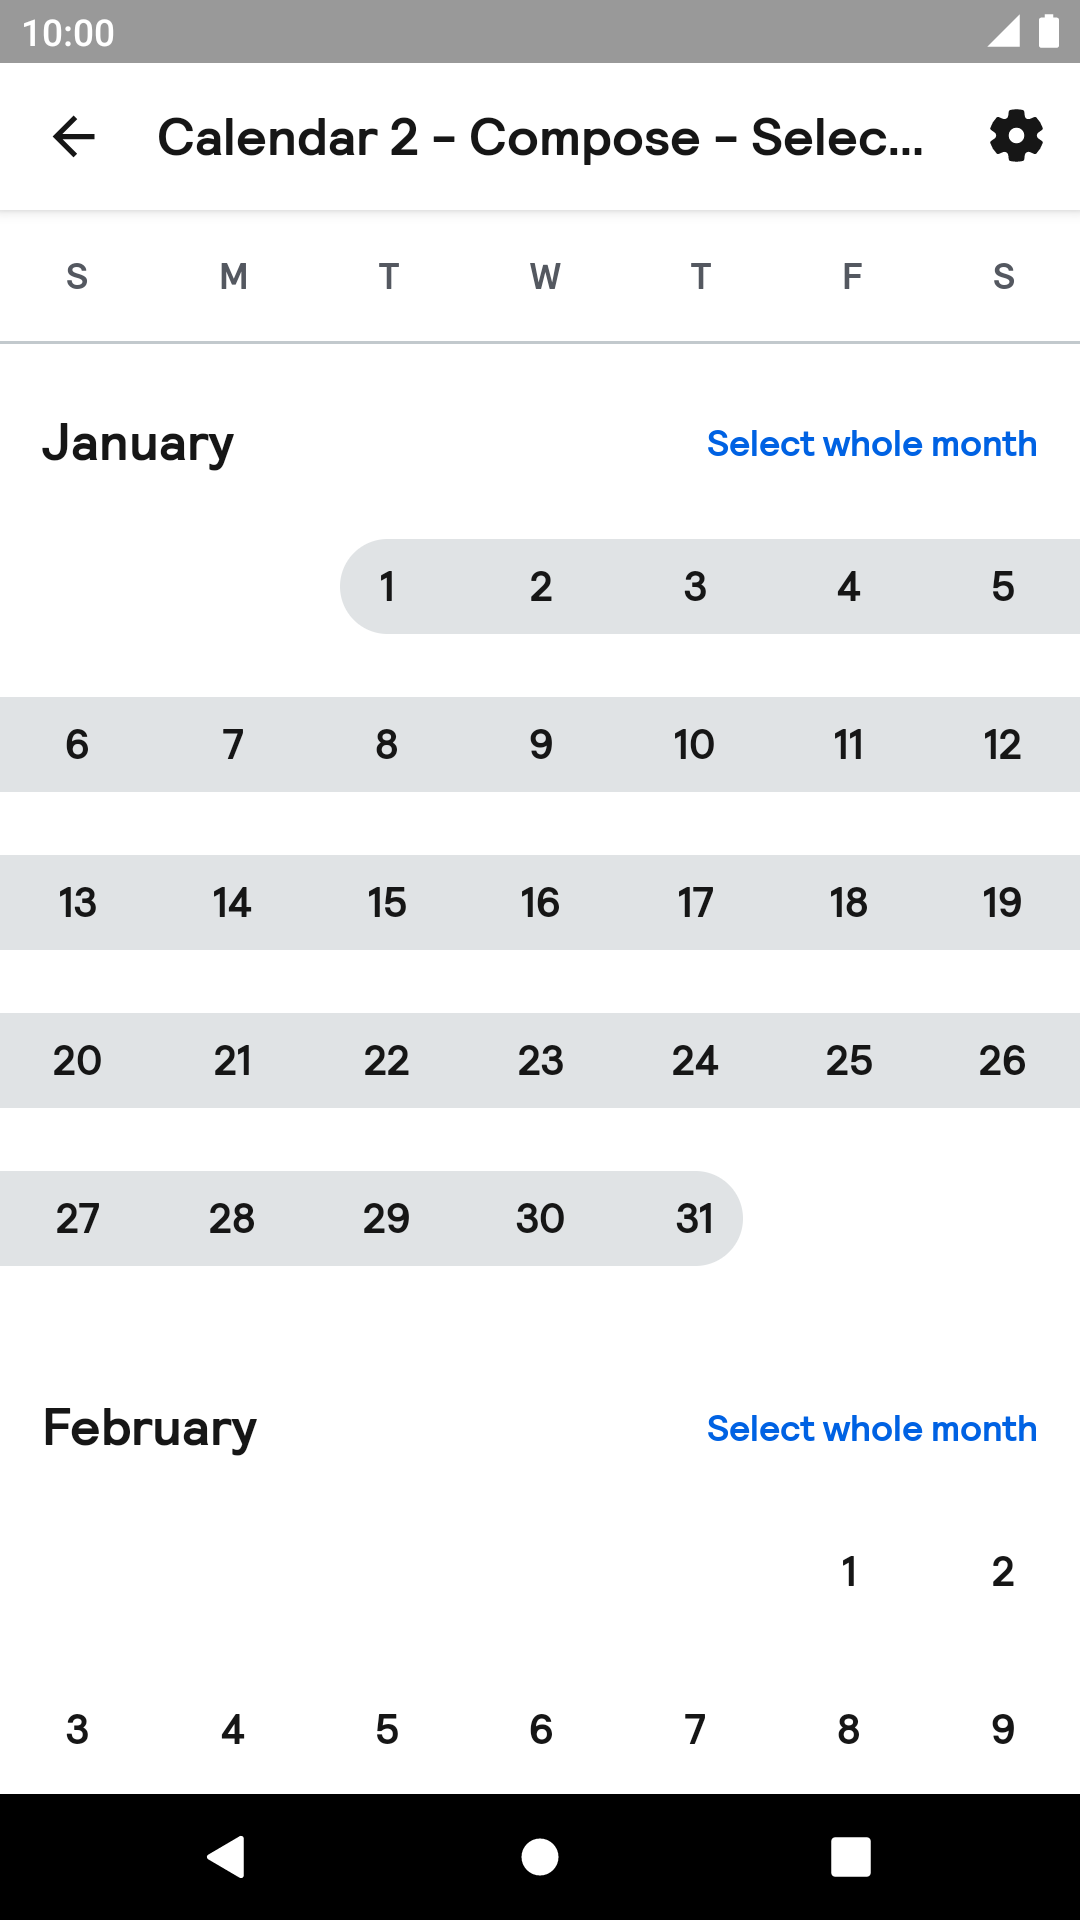 10:00
Calendar 2 – Compose – Selec...
S M T W T F S
January Select whole month
1 2 3 4 5
6 7 8 9 10 11 12
13 14 15 16 17 18 19
20 21 22 23 24 25 26
27 28 29 30 31
February Select whole month
1 2
3 4 5 6 7 8 9